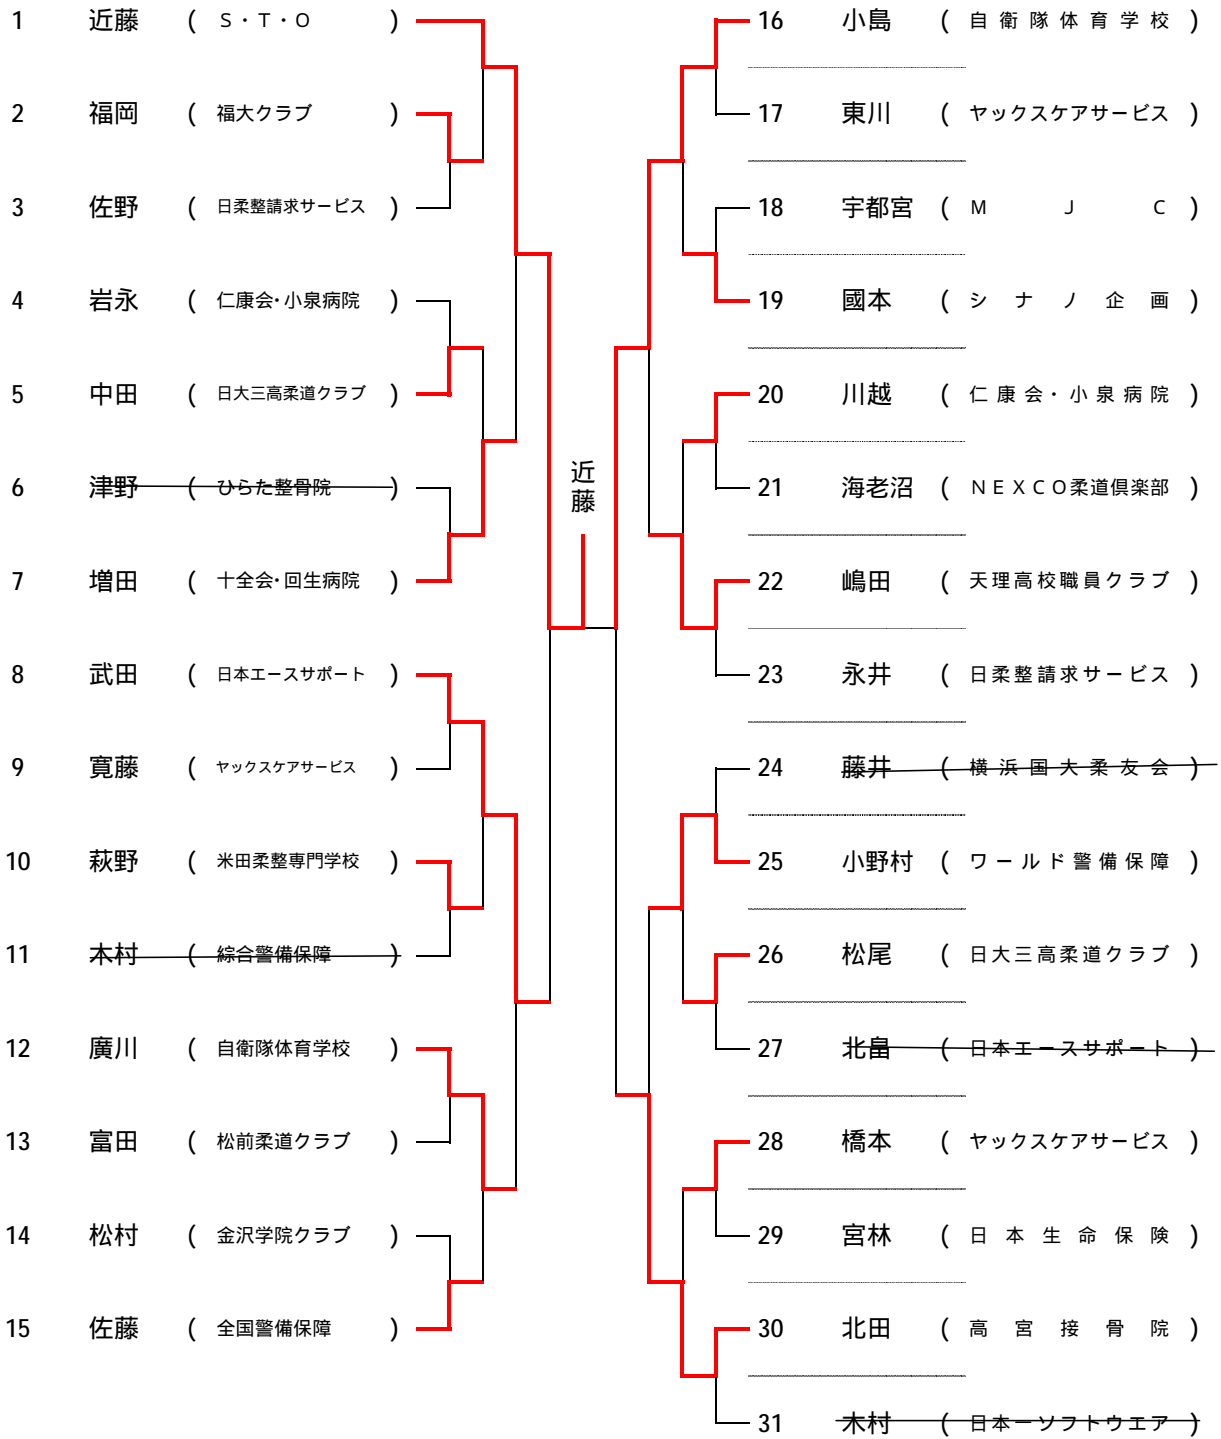 1 近藤 ( S・T・O )
2 福岡 ( 福大クラブ )
3 佐野 ( 日柔整請求サービス )
4 岩永 ( 仁康会・小泉病院 )
5 中田 ( 日大三高柔道クラブ )
6 津野 ( ひらた整骨院 )
7 増田 ( 十全会・回生病院 )
8 武田 ( 日本エースサポート )
9 寛藤 ( ヤックスケアサービス )
10 萩野 ( 米田柔整専門学校 )
11 木村 ( 綜合警備保障 )
12 廣川 ( 自衛隊体育学校 )
13 富田 ( 松前柔道クラブ )
14 松村 ( 金沢学院クラブ )
15 佐藤 ( 全国警備保障 )
近藤
16 小島 ( 自衛隊体育学校 )
17 東川 ( ヤックスケアサービス )
18 宇都宮 ( M J C )
19 國本 ( シナノ企画 )
20 川越 ( 仁康会・小泉病院 )
21 海老沼 ( NEXCO柔道倶楽部 )
22 嶋田 ( 天理高校職員クラブ )
23 永井 ( 日柔整請求サービス )
24 藤井 ( 横浜国大柔友会 )
25 小野村 ( ワールド警備保障 )
26 松尾 ( 日大三高柔道クラブ )
27 北畠 ( 日本エースサポート )
28 橋本 ( ヤックスケアサービス )
29 宮林 ( 日本生命保険 )
30 北田 ( 高宮接骨院 )
31 木村 ( 日本一ソフトウエア )